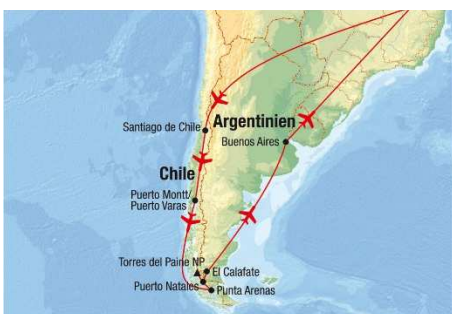 Santiago de Chile
Argentinien
Buenos Aires
Chile
Puerto Montt/
Puerto Varas
Torres del Paine NP
El Calafate
Puerto Natales
Punta Arenas